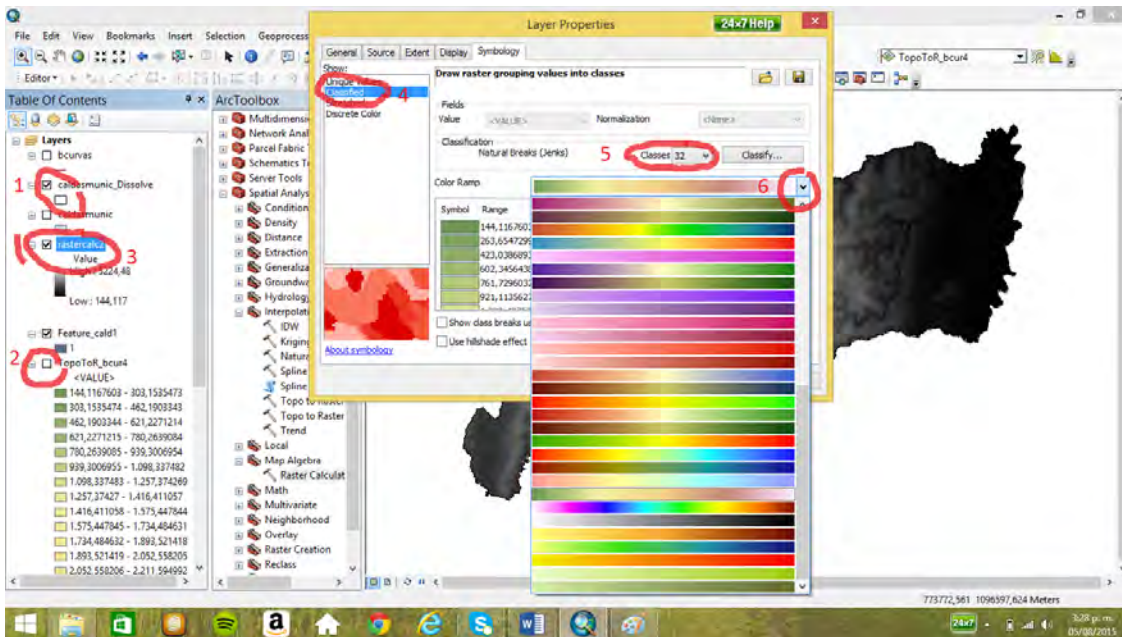 Layer Properties
24x7 Help
File Edit View Bookmarks Insert Selection Geoprocess
TopoToR_bcur4
Editor
Table Of Contents
Layers
bcurvas
1
caldasmunic_Dissolve
caldasmunic
rastercalc2
3
Value
High : 5224,48
Low : 144,117
Feature_cald1
1
2
TopoToR_bcur4
<VALUE>
144,1167603 - 303,1535473
303,1535474 - 462,1903343
462,1903344 - 621,2271214
621,2271215 - 780,2639084
780,2639085 - 939,3006954
939,3006955 - 1.098,337482
1.098,337483 - 1.257,374269
1.257,37427 - 1.416,411057
1.416,411058 - 1.575,447844
1.575,447845 - 1.734,484631
1.734,484632 - 1.893,521418
1.893,521419 - 2.052,558205
2.052,558206 - 2.211,594992
ArcToolbox
Multidimensi
Network Anal
Parcel Fabric
Schematics T
Server Tools
Spatial Analys
Condition
Density
Distance
Extraction
Generaliza
Groundwa
Hydrology
Interpolati
IDW
Kriging
Natura
Spline
Spline
Topo to Raster
Topo to Raster
Trend
Local
Map Algebra
Raster Calculat
Math
Multivariate
Neighborhood
Overlay
Raster Creation
Reclass
General Source Extent Display Symbology
Show:
Unique Values
Classified
4
Stretched
Discrete Color
About symbology
Draw raster grouping values into classes
Fields
Value <VALUE> Normalization <None>
Classification
Natural Breaks (Jenks) 5 Classes 32 Classify...
Color Ramp
6
Symbol Range
144,116760
263,6547299
423,0386893
602,3456438
761,7296032
921,1135627
Show class breaks us
Use hillshade effect
773772,561 1096597,624 Meters
24x7
3:28 p. m.
05/08/2015